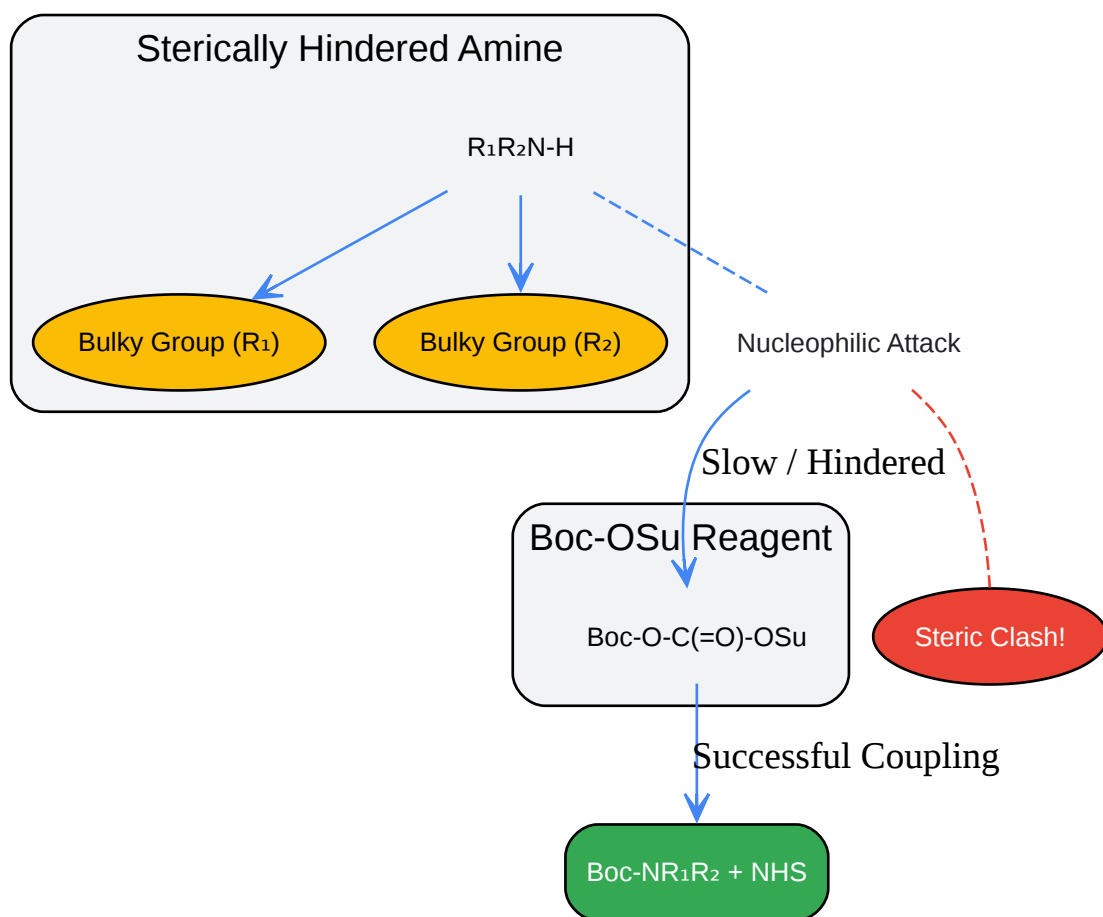 Sterically Hindered Amine
R₁R₂N-H
Bulky Group (R₁)
Bulky Group (R₂)
Nucleophilic Attack
Slow / Hindered
Boc-OSu Reagent
Boc-O-C(=O)-OSu
Steric Clash!
Successful Coupling
Boc-NR₁R₂ + NHS